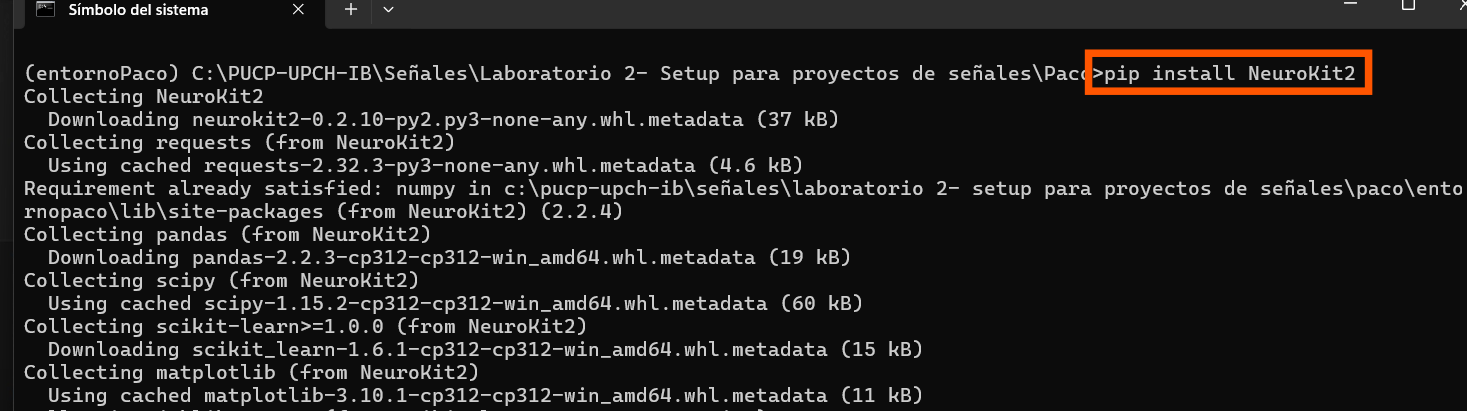 Símbolo del sistema
(entornoPaco) C:\PUCP-UPCH-IB\Señales\Laboratorio 2- Setup para proyectos de señales\Paco>pip install NeuroKit2
Collecting NeuroKit2
Downloading neurokit2-0.2.10-py2.py3-none-any.whl.metadata (37 kB)
Collecting requests (from NeuroKit2)
Using cached requests-2.32.3-py3-none-any.whl.metadata (4.6 kB)
Requirement already satisfied: numpy in c:\pucp-upch-ib\señales\laboratorio 2- setup para proyectos de señales\paco\ento
rnopaco\lib\site-packages (from NeuroKit2) (2.2.4)
Collecting pandas (from NeuroKit2)
Downloading pandas-2.2.3-cp312-cp312-win_amd64.whl.metadata (19 kB)
Collecting scipy (from NeuroKit2)
Using cached scipy-1.15.2-cp312-cp312-win_amd64.whl.metadata (60 kB)
Collecting scikit-learn>=1.0.0 (from NeuroKit2)
Downloading scikit_learn-1.6.1-cp312-cp312-win_amd64.whl.metadata (15 kB)
Collecting matplotlib (from NeuroKit2)
Using cached matplotlib-3.10.1-cp312-cp312-win_amd64.whl.metadata (11 kB)